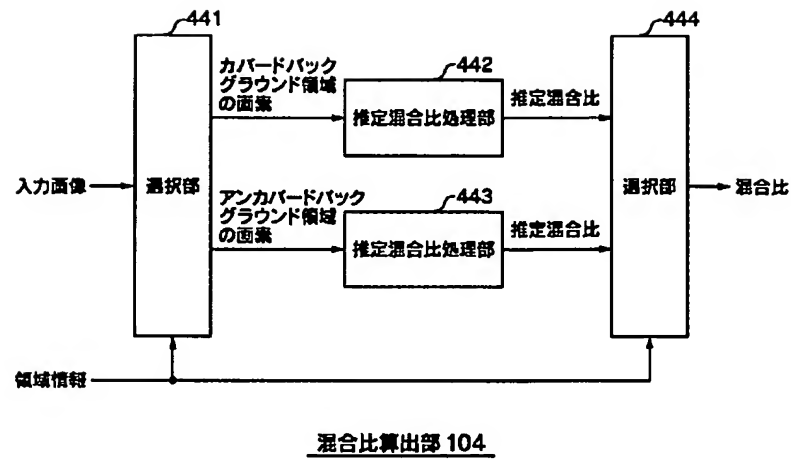 441
444
カバードバック
グラウンド領域
の画素
442
推定混合比処理部
推定混合比
入力画像
選択部
アンカバードバック
グラウンド領域
の画素
443
推定混合比処理部
推定混合比
選択部
混合比
領域情報
混合比算出部 104